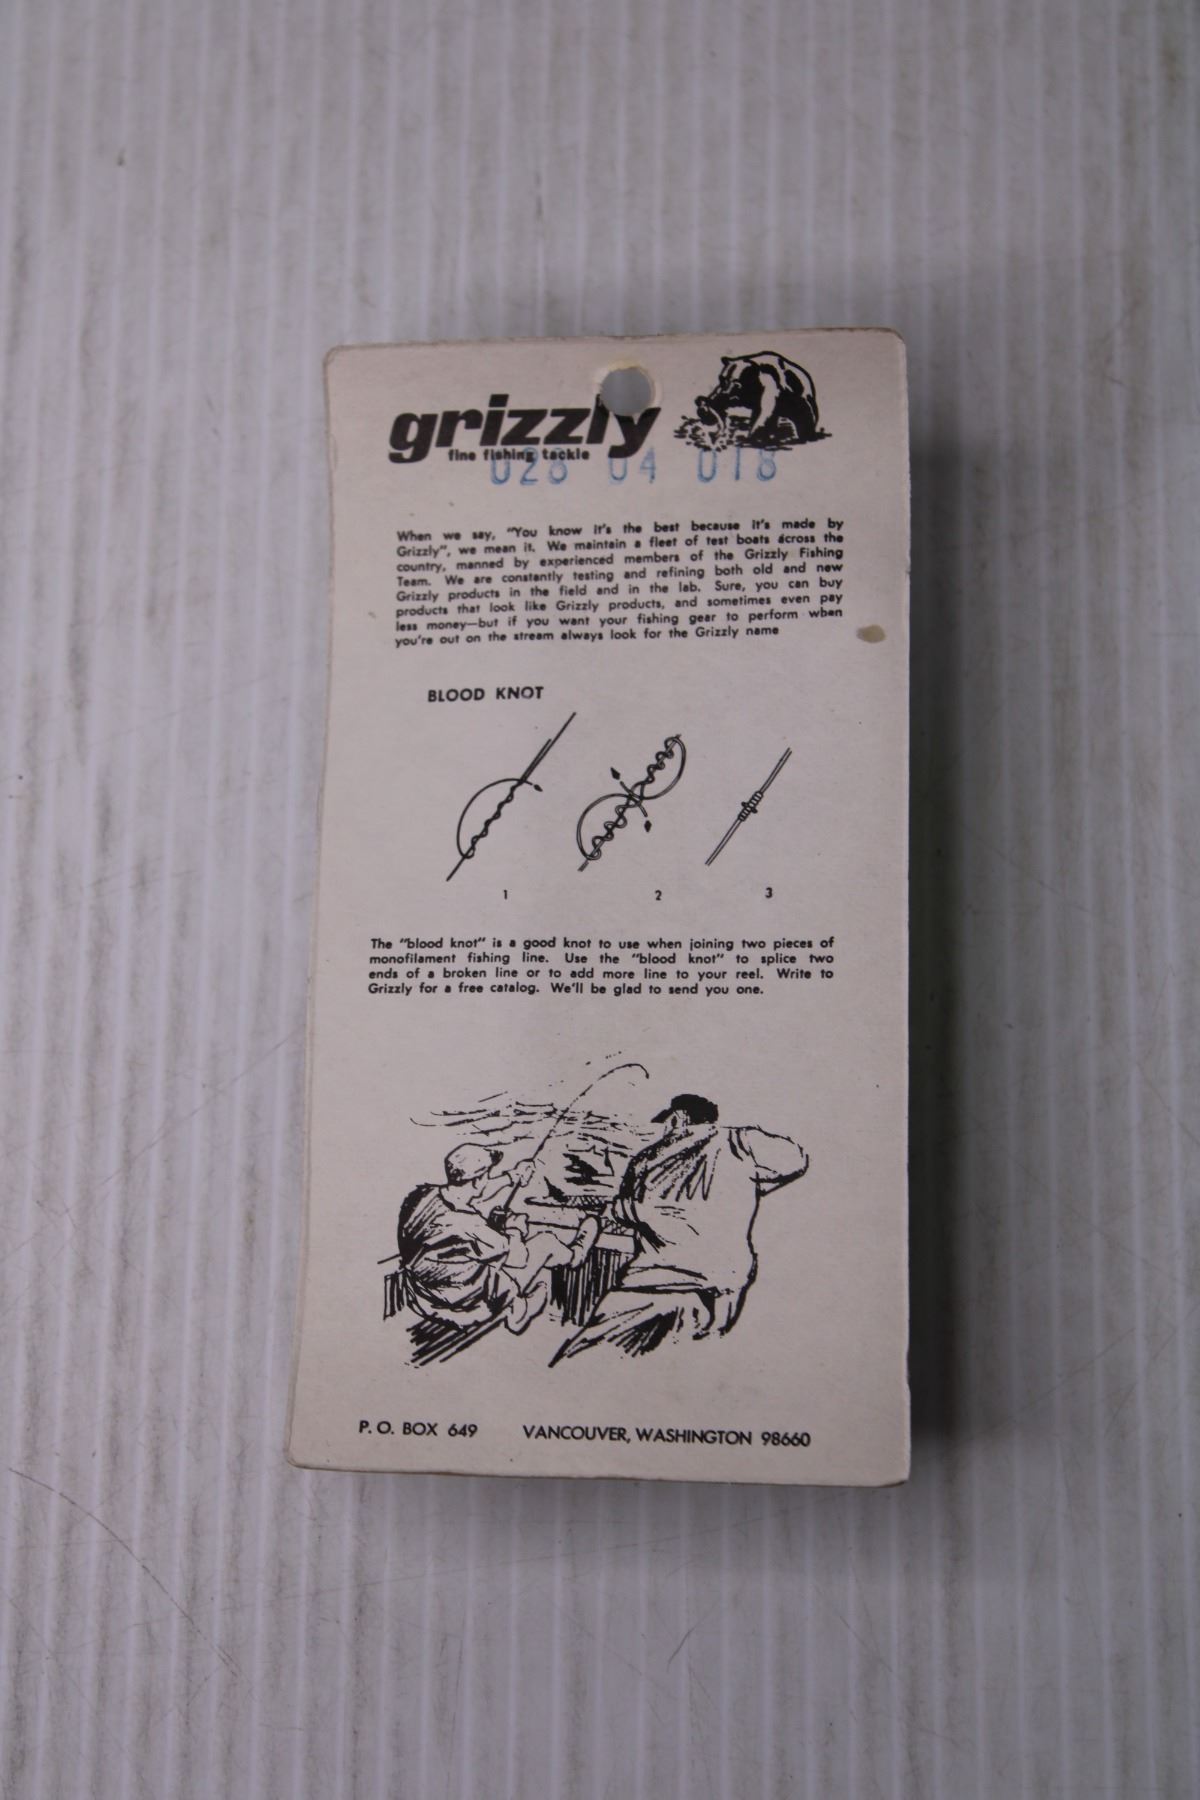 grizzly
fine fishing tackle
028 04 018
When we say, "You know it's the best because it's made by
Grizzly", we mean it. We maintain a fleet of test boats across the
country, manned by experienced members of the Grizzly Fishing
Team. We are constantly testing and refining both old and new
Grizzly products in the field and in the lab. Sure, you can buy
products that look like Grizzly products, and sometimes even pay
less money—but if you want your fishing gear to perform when
you're out on the stream always look for the Grizzly name
BLOOD KNOT
1 2 3
The "blood knot" is a good knot to use when joining two pieces of
monofilament fishing line. Use the "blood knot" to splice two
ends of a broken line or to add more line to your reel. Write to
Grizzly for a free catalog. We'll be glad to send you one.
P. O. BOX 649 VANCOUVER, WASHINGTON 98660